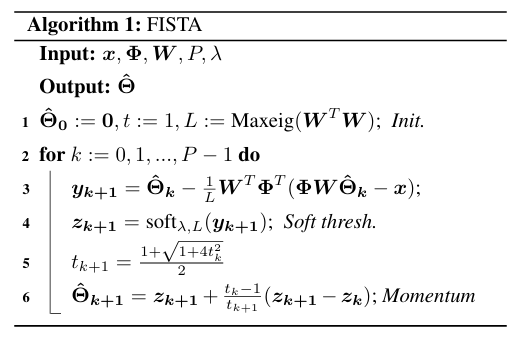 Algorithm 1: FISTA
Input: x, Φ, W, P, λ
Output: Θ̂
1 Θ̂₀ := 0, t := 1, L := Maxeig(WᵀW); Init.
2 for k := 0, 1, ..., P − 1 do
3 yₖ₊₁ = Θ̂ₖ − 1/L WᵀΦᵀ(ΦWΘ̂ₖ − x);
4 zₖ₊₁ = soft_{λ,L}(yₖ₊₁); Soft thresh.
5 tₖ₊₁ = (1+√(1+4tₖ²))/2
6 Θ̂ₖ₊₁ = zₖ₊₁ + (tₖ−1)/(tₖ₊₁) (zₖ₊₁ − zₖ); Momentum